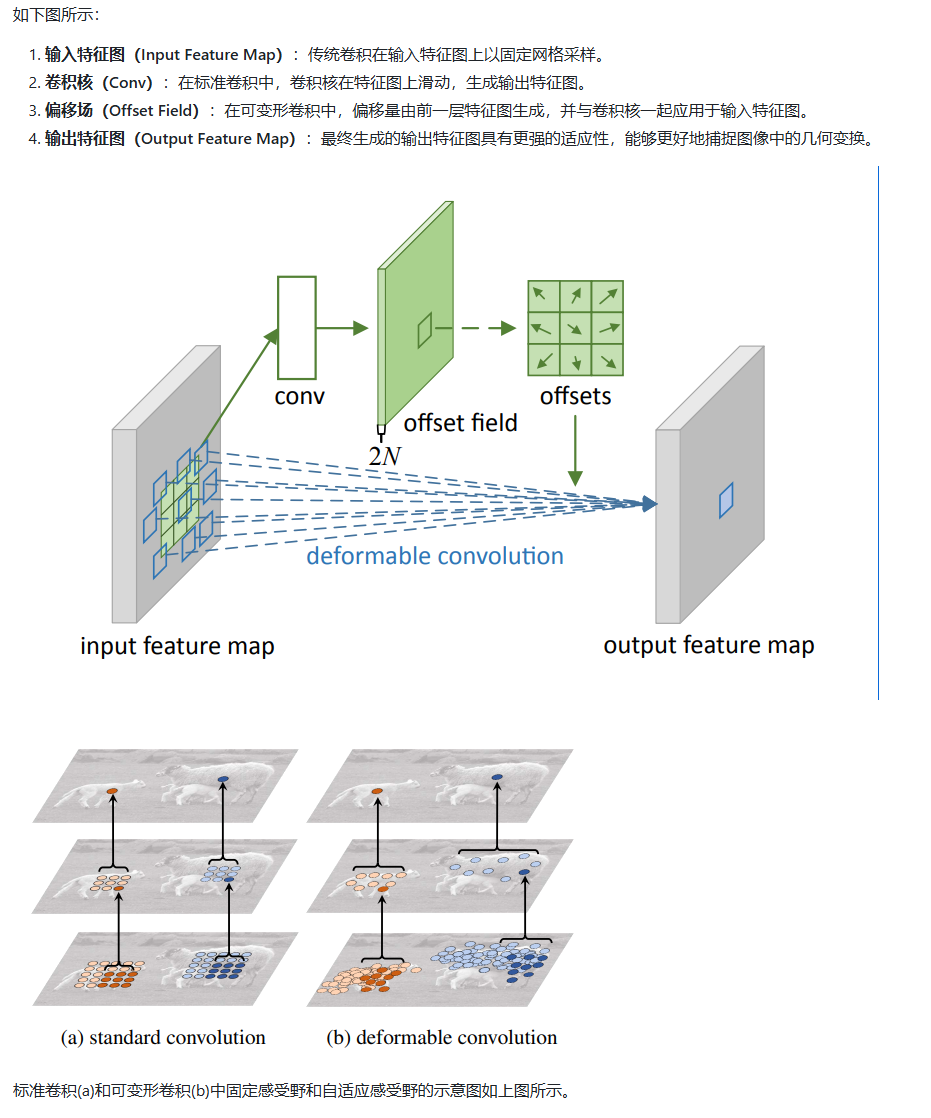 如下图所示：
1. 输入特征图（Input Feature Map）：传统卷积在输入特征图上以固定网格采样。
2. 卷积核（Conv）：在标准卷积中，卷积核在特征图上滑动，生成输出特征图。
3. 偏移场（Offset Field）：在可变形卷积中，偏移量由前一层特征图生成，并与卷积核一起应用于输入特征图。
4. 输出特征图（Output Feature Map）：最终生成的输出特征图具有更强的适应性，能够更好地捕捉图像中的几何变换。
conv
offsets
offset field
2N
deformable convolution
input feature map
output feature map
(a) standard convolution
(b) deformable convolution
标准卷积(a)和可变形卷积(b)中固定感受野和自适应感受野的示意图如上图所示。